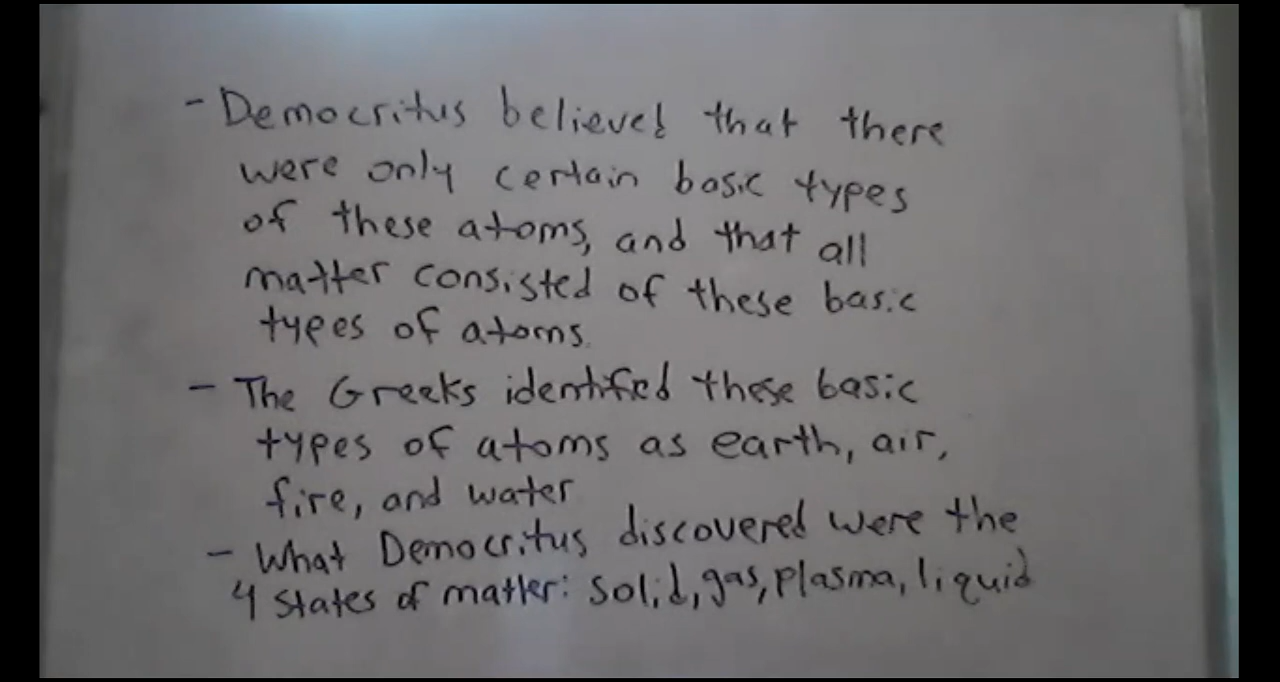 - Democritus believed that there
were only certain basic types
of these atoms, and that all
matter consisted of these basic
types of atoms.
- The Greeks identified these basic
types of atoms as earth, air,
fire, and water
- What Democritus discovered were the
4 states of matter: solid, gas, plasma, liquid